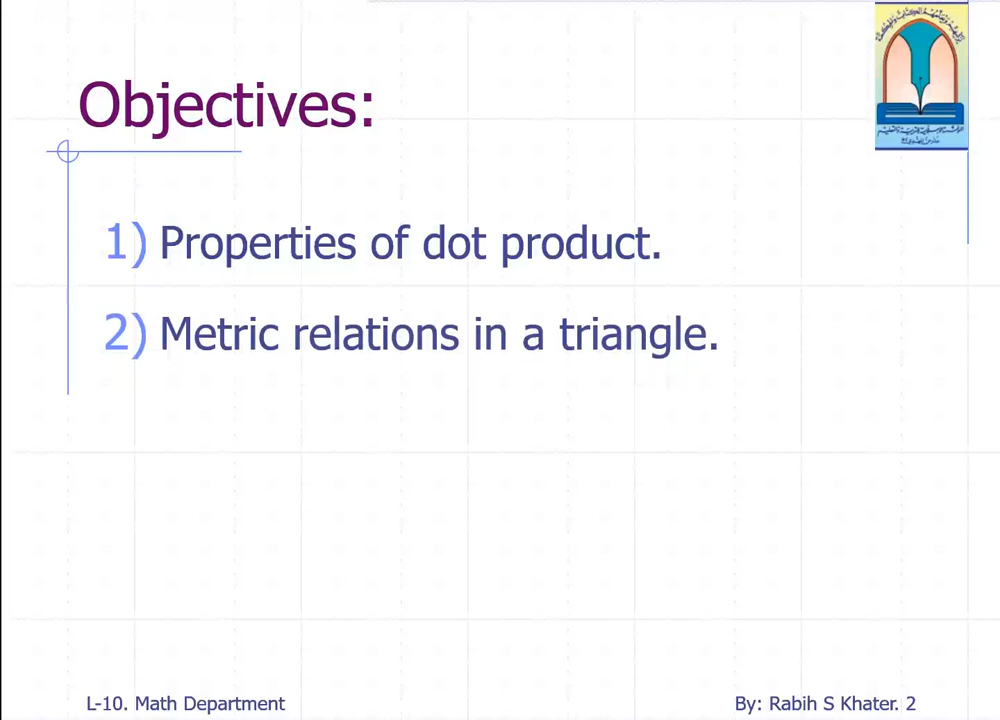 Objectives:
1) Properties of dot product.
2) Metric relations in a triangle.
L-10. Math Department
By: Rabih S Khater. 2